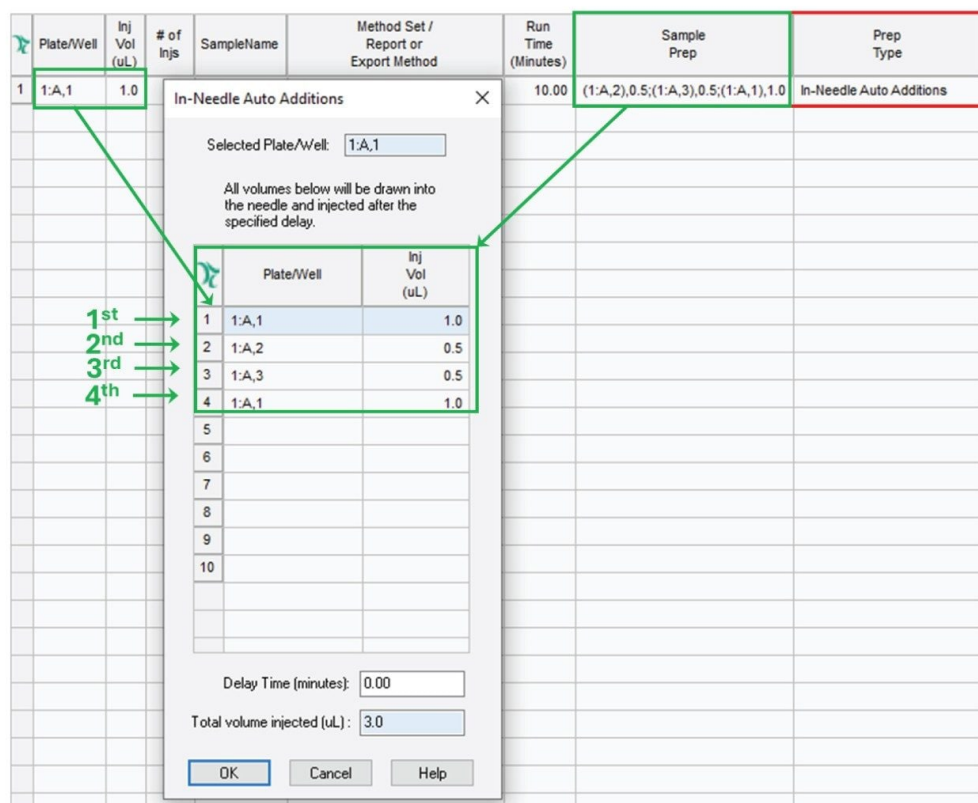 Plate/Well
Inj
Vol
(uL)
# of
Injs
SampleName
Method Set /
Report or
Export Method
Run
Time
(Minutes)
Sample
Prep
Prep
Type
1 1:A,1 1.0 10.00 (1:A,2),0.5;(1:A,3),0.5;(1:A,1),1.0 In-Needle Auto Additions
In-Needle Auto Additions
Selected Plate/Well: 1:A,1
All volumes below will be drawn into
the needle and injected after the
specified delay.
Plate/Well
Inj
Vol
(uL)
1st 1 1:A,1 1.0
2nd 2 1:A,2 0.5
3rd 3 1:A,3 0.5
4th 4 1:A,1 1.0
5
6
7
8
9
10
Delay Time (minutes): 0.00
Total volume injected (uL) : 3.0
OK Cancel Help